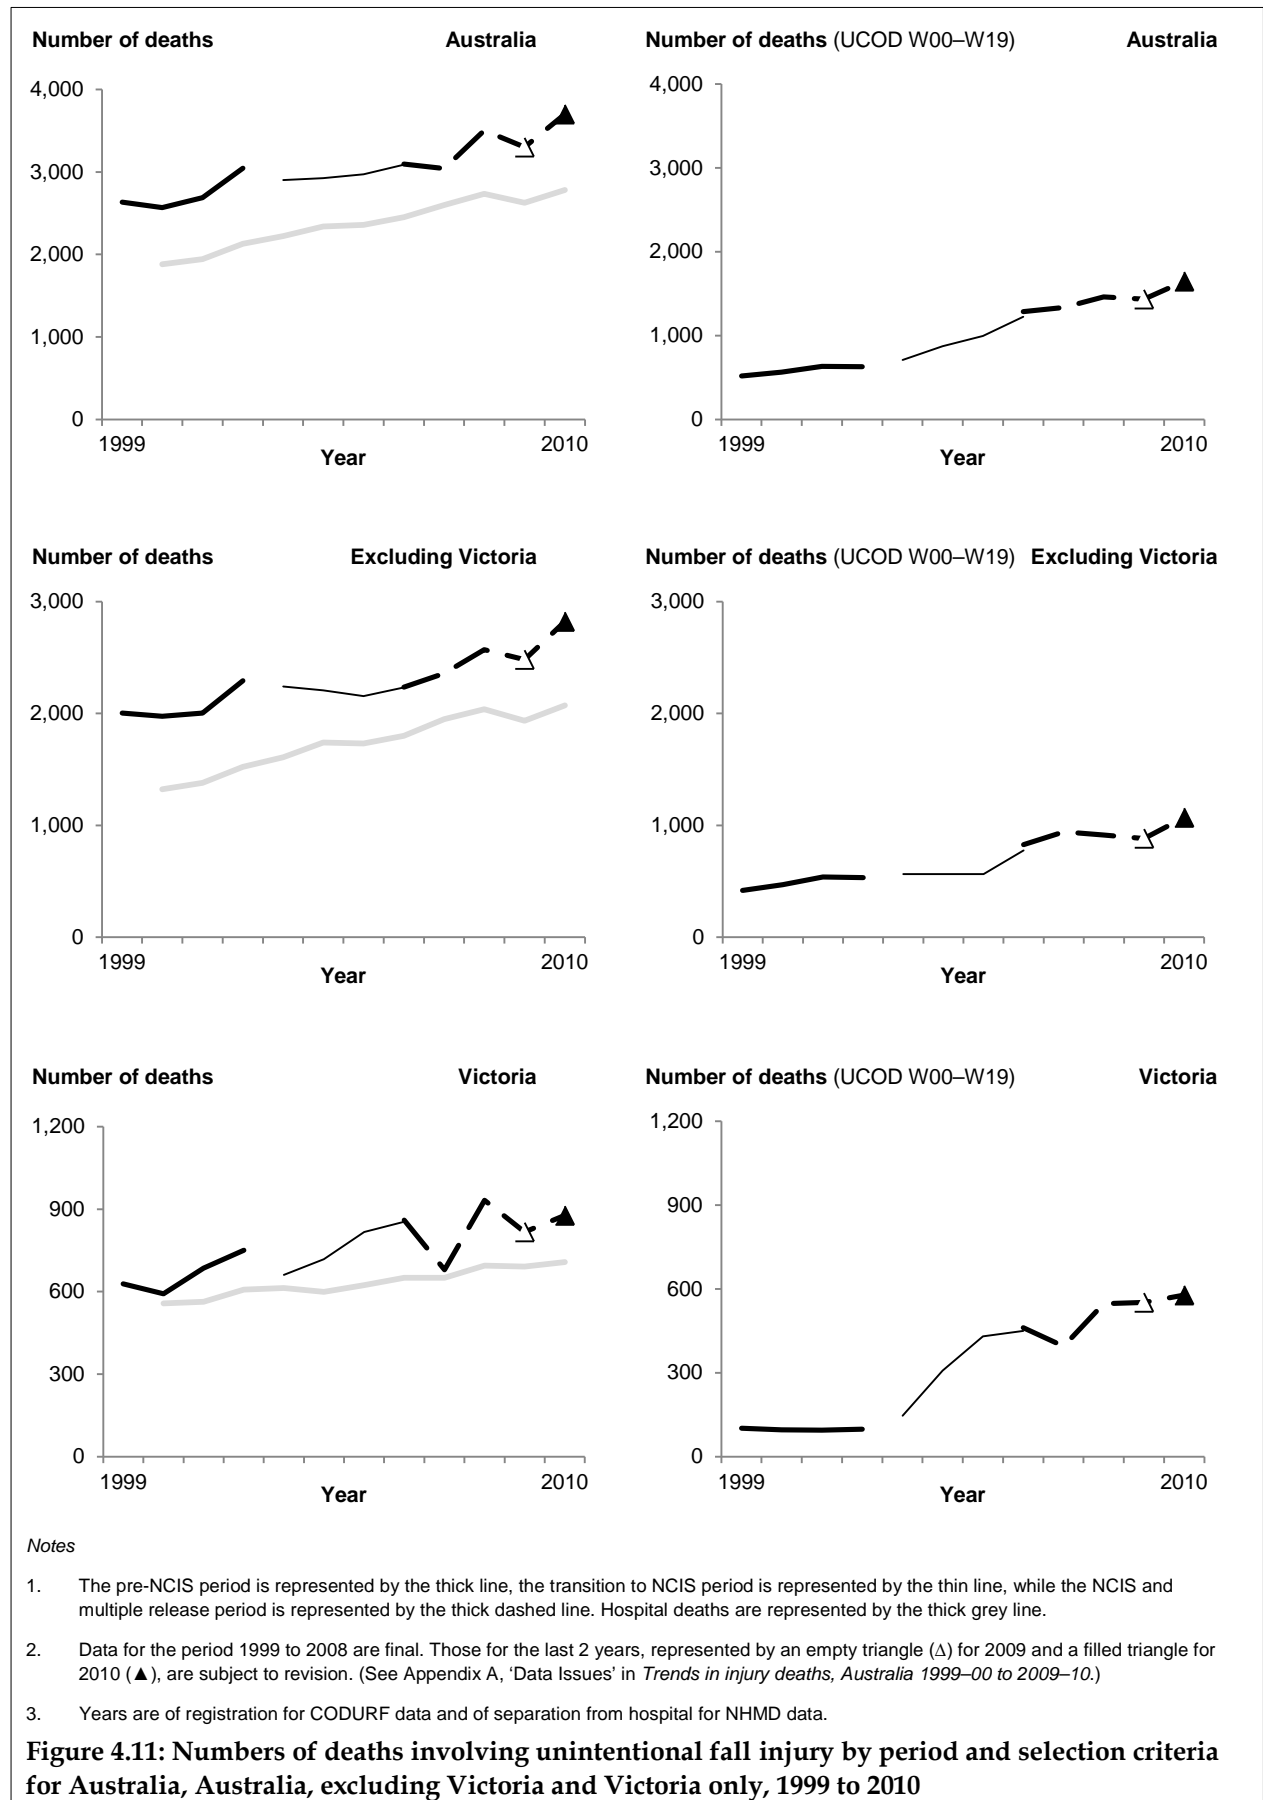 Number of deaths Australia
4,000
3,000
2,000
1,000
0
1999 2010
Year
Number of deaths (UCOD W00–W19) Australia
4,000
3,000
2,000
1,000
0
1999 2010
Year
Number of deaths Excluding Victoria
3,000
2,000
1,000
0
1999 2010
Year
Number of deaths (UCOD W00–W19) Excluding Victoria
3,000
2,000
1,000
0
1999 2010
Year
Number of deaths Victoria
1,200
900
600
300
0
1999 2010
Year
Number of deaths (UCOD W00–W19) Victoria
1,200
900
600
300
0
1999 2010
Year
Notes
1. The pre-NCIS period is represented by the thick line, the transition to NCIS period is represented by the thin line, while the NCIS and
multiple release period is represented by the thick dashed line. Hospital deaths are represented by the thick grey line.
2. Data for the period 1999 to 2008 are final. Those for the last 2 years, represented by an empty triangle (∆) for 2009 and a filled triangle for
2010 (▲), are subject to revision. (See Appendix A, ‘Data Issues’ in Trends in injury deaths, Australia 1999–00 to 2009–10.)
3. Years are of registration for CODURF data and of separation from hospital for NHMD data.
Figure 4.11: Numbers of deaths involving unintentional fall injury by period and selection criteria
for Australia, Australia, excluding Victoria and Victoria only, 1999 to 2010